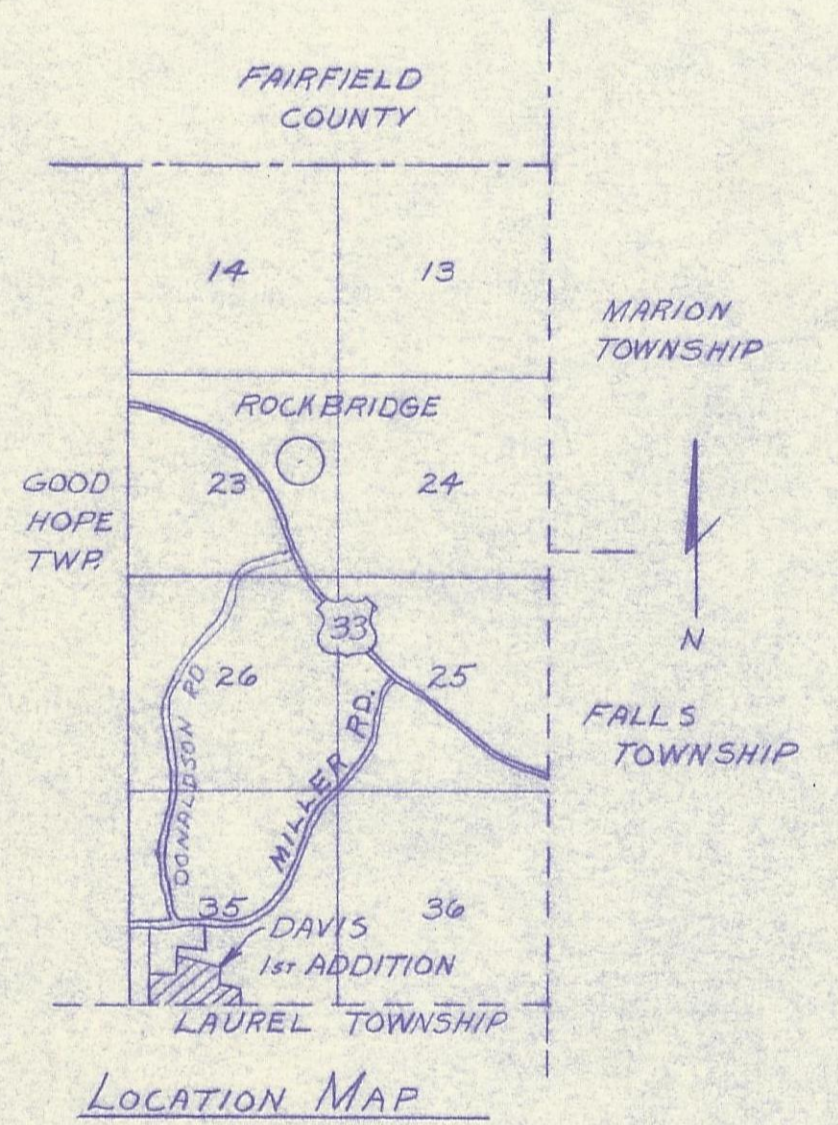 FAIRFIELD
COUNTY
14
13
MARION
TOWNSHIP
ROCKBRIDGE
GOOD
HOPE
TWP.
23
24
33
N
26
25
DONALDSON RD
MILLER RD.
FALLS
TOWNSHIP
35
36
DAVIS
1ST ADDITION
LAUREL TOWNSHIP
LOCATION MAP